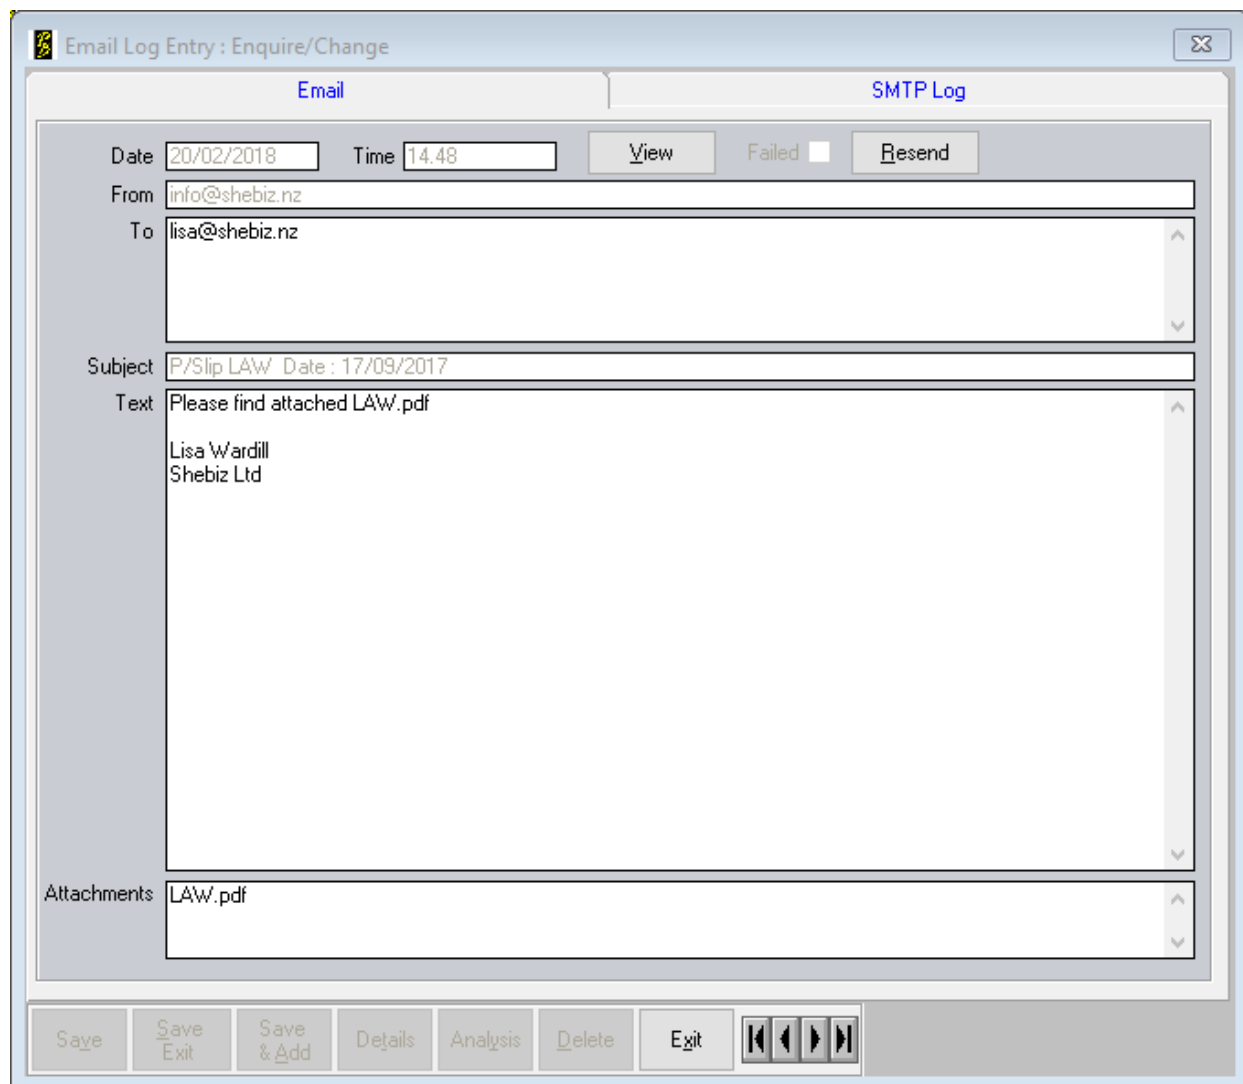 Email Log Entry : Enquire/Change
Email
SMTP Log
Date 20/02/2018 Time 14.48 View Failed Resend
From info@shebiz.nz
To lisa@shebiz.nz
Subject P/Slip LAW Date : 17/09/2017
Text Please find attached LAW.pdf
Lisa Wardill
Shebiz Ltd
Attachments LAW.pdf
Save
Save
Exit
Save
& Add
Details
Analysis
Delete
Exit